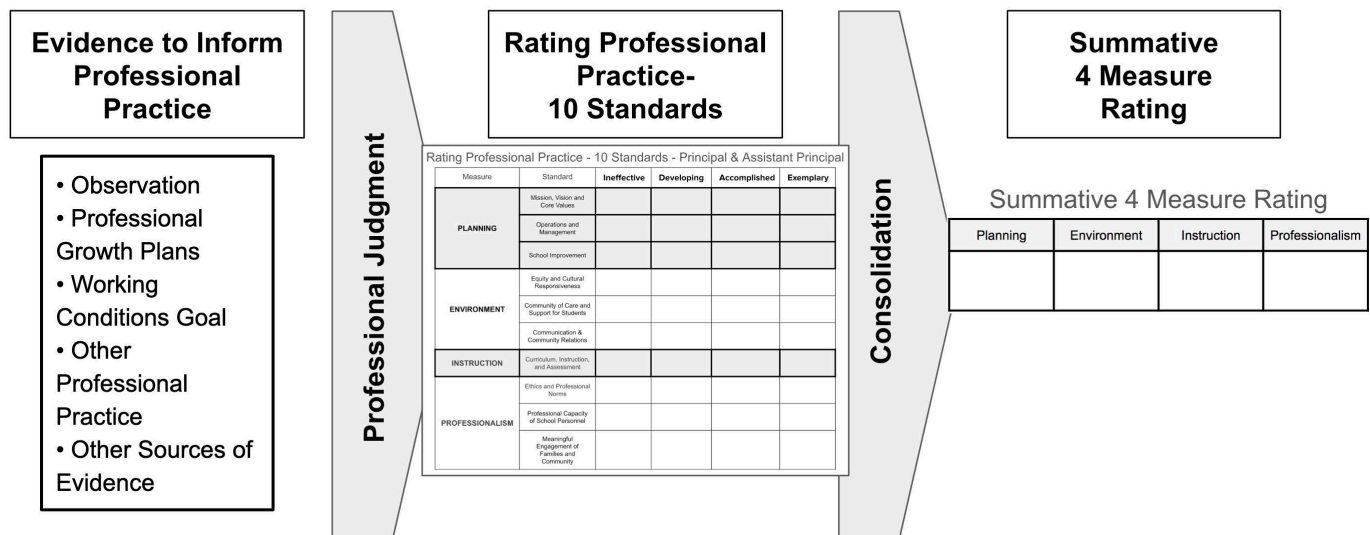 Evidence to Inform
Professional
Practice
• Observation
• Professional
Growth Plans
• Working
Conditions Goal
• Other
Professional
Practice
• Other Sources of
Evidence
Professional Judgment
Rating Professional
Practice-
10 Standards
Rating Professional Practice - 10 Standards - Principal & Assistant Principal
Measure Standard Ineffective Developing Accomplished Exemplary
PLANNING
Mission, Vision and
Core Values
Operations and
Management
School Improvement
ENVIRONMENT
Equity and Cultural
Responsiveness
Community of Care and
Support for Students
Communication &
Community Relations
INSTRUCTION
Curriculum, Instruction,
and Assessment
PROFESSIONALISM
Ethics and Professional
Norms
Professional Capacity
of School Personnel
Meaningful
Engagement of
Families and
Community
Consolidation
Summative
4 Measure
Rating
Summative 4 Measure Rating
Planning Environment Instruction Professionalism